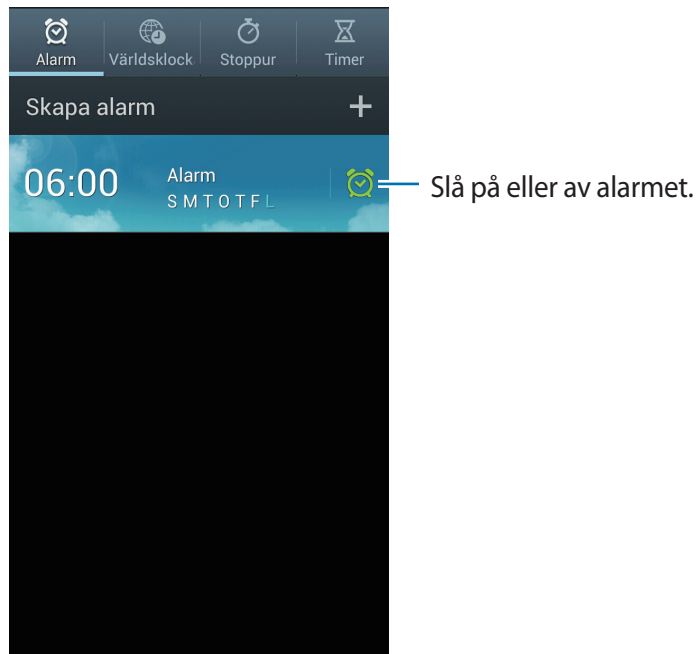 Alarm Världsklock Stoppur Timer
Skapa alarm
06:00 Alarm
S M T O T F L
Slå på eller av alarmet.